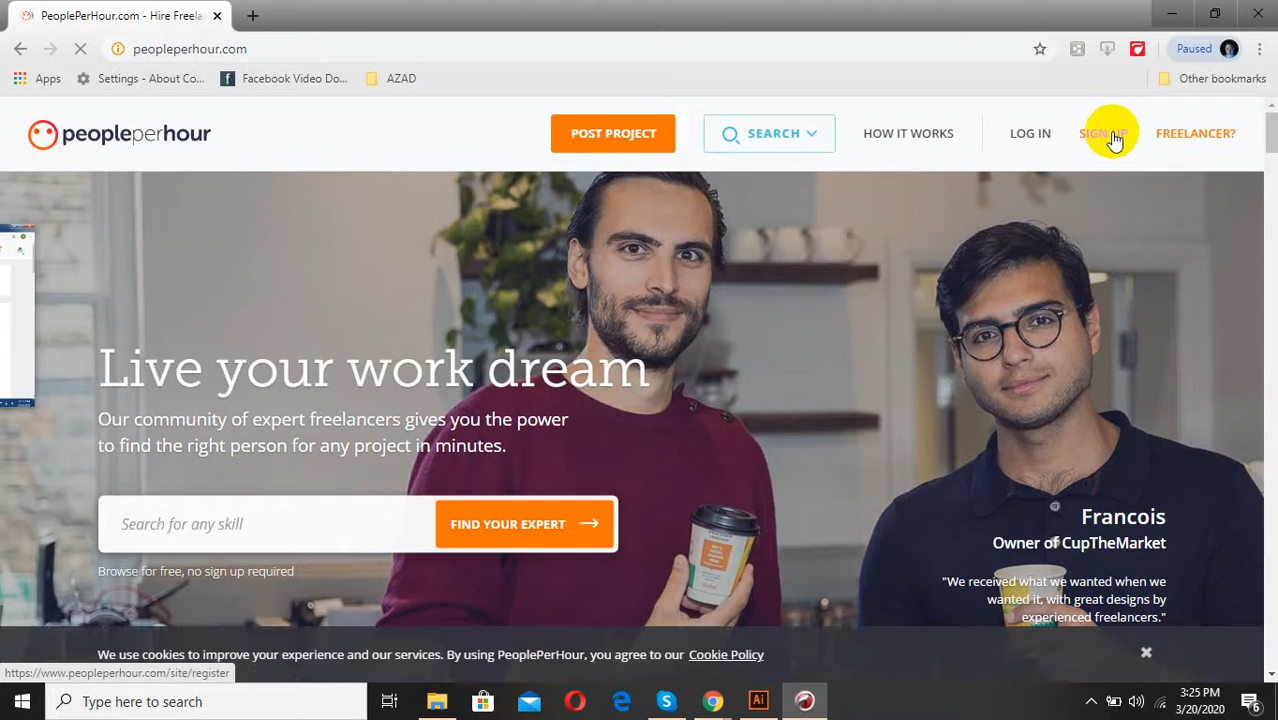 PeoplePerHour.com - Hire Freela
peopleperhour.com
Paused
Apps
Settings - About Co...
Facebook Video Do...
AZAD
Other bookmarks
peopleperhour
POST PROJECT
SEARCH
HOW IT WORKS
LOG IN
SIGN UP
FREELANCER?
Live your work dream
Our community of expert freelancers gives you the power
to find the right person for any project in minutes.
Search for any skill
FIND YOUR EXPERT
Browse for free, no sign up required
Francois
Owner of CupTheMarket
"We received what we wanted when we
wanted it, with great designs by
experienced freelancers."
We use cookies to improve your experience and our services. By using PeoplePerHour, you agree to our Cookie Policy
https://www.peopleperhour.com/site/register
Type here to search
Ai
3:25 PM
3/20/2020
6